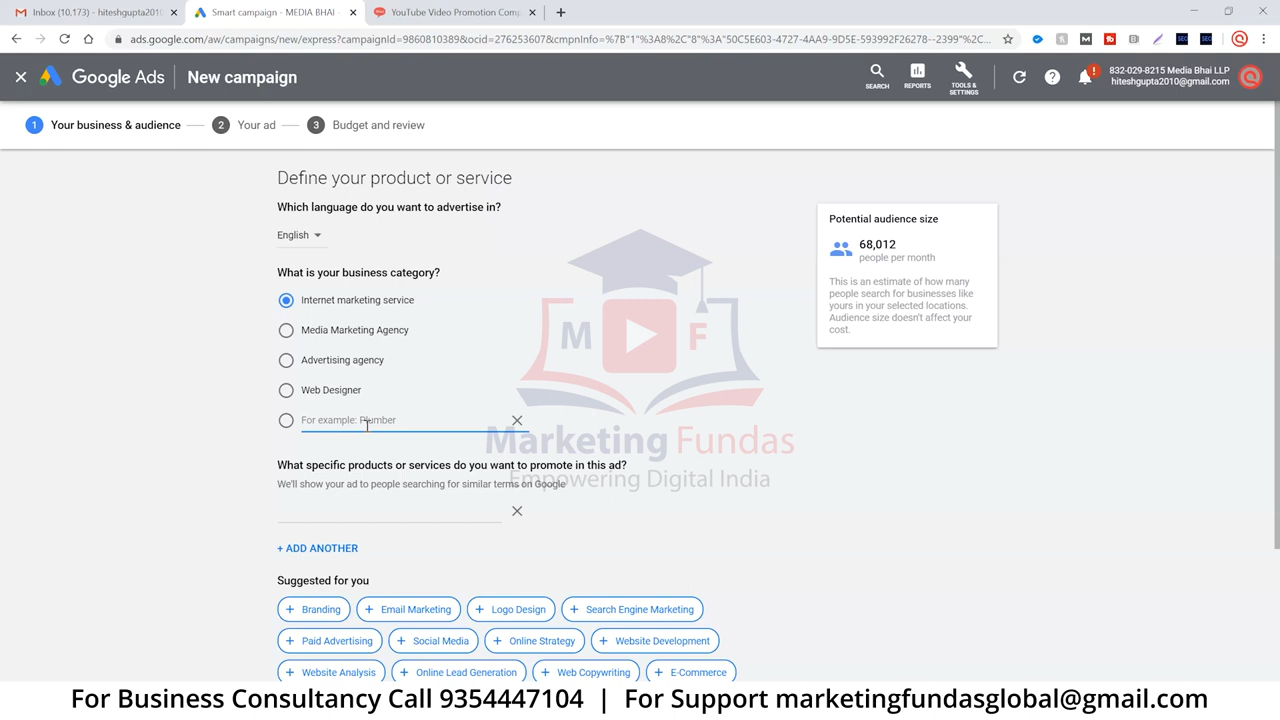 Inbox (10,173) - hiteshgupta2010
Smart campaign - MEDIA BHAI -
YouTube Video Promotion Comp
ads.google.com/aw/campaigns/new/express?campaignId=9860810389&ocid=276253607&cmpnInfo=%7B"1"%3A8%2C"8"%3A"50C5E603-4727-4AA9-9D5E-593992F26278--2399"%2C...
Google Ads
New campaign
SEARCH
REPORTS
TOOLS & SETTINGS
832-029-8215 Media Bhai LLP
hiteshgupta2010@gmail.com
1 Your business & audience
2 Your ad
3 Budget and review
Define your product or service
Which language do you want to advertise in?
English
What is your business category?
Internet marketing service
Media Marketing Agency
Advertising agency
Web Designer
For example: Plumber
What specific products or services do you want to promote in this ad?
We'll show your ad to people searching for similar terms on Google
+ ADD ANOTHER
Suggested for you
+ Branding
+ Email Marketing
+ Logo Design
+ Search Engine Marketing
+ Paid Advertising
+ Social Media
+ Online Strategy
+ Website Development
+ Website Analysis
+ Online Lead Generation
+ Web Copywriting
+ E-Commerce
Potential audience size
68,012
people per month
This is an estimate of how many
people search for businesses like
yours in your selected locations.
Audience size doesn't affect your
cost.
M F
Marketing Fundas
Empowering Digital India
For Business Consultancy Call 9354447104 | For Support marketingfundasglobal@gmail.com